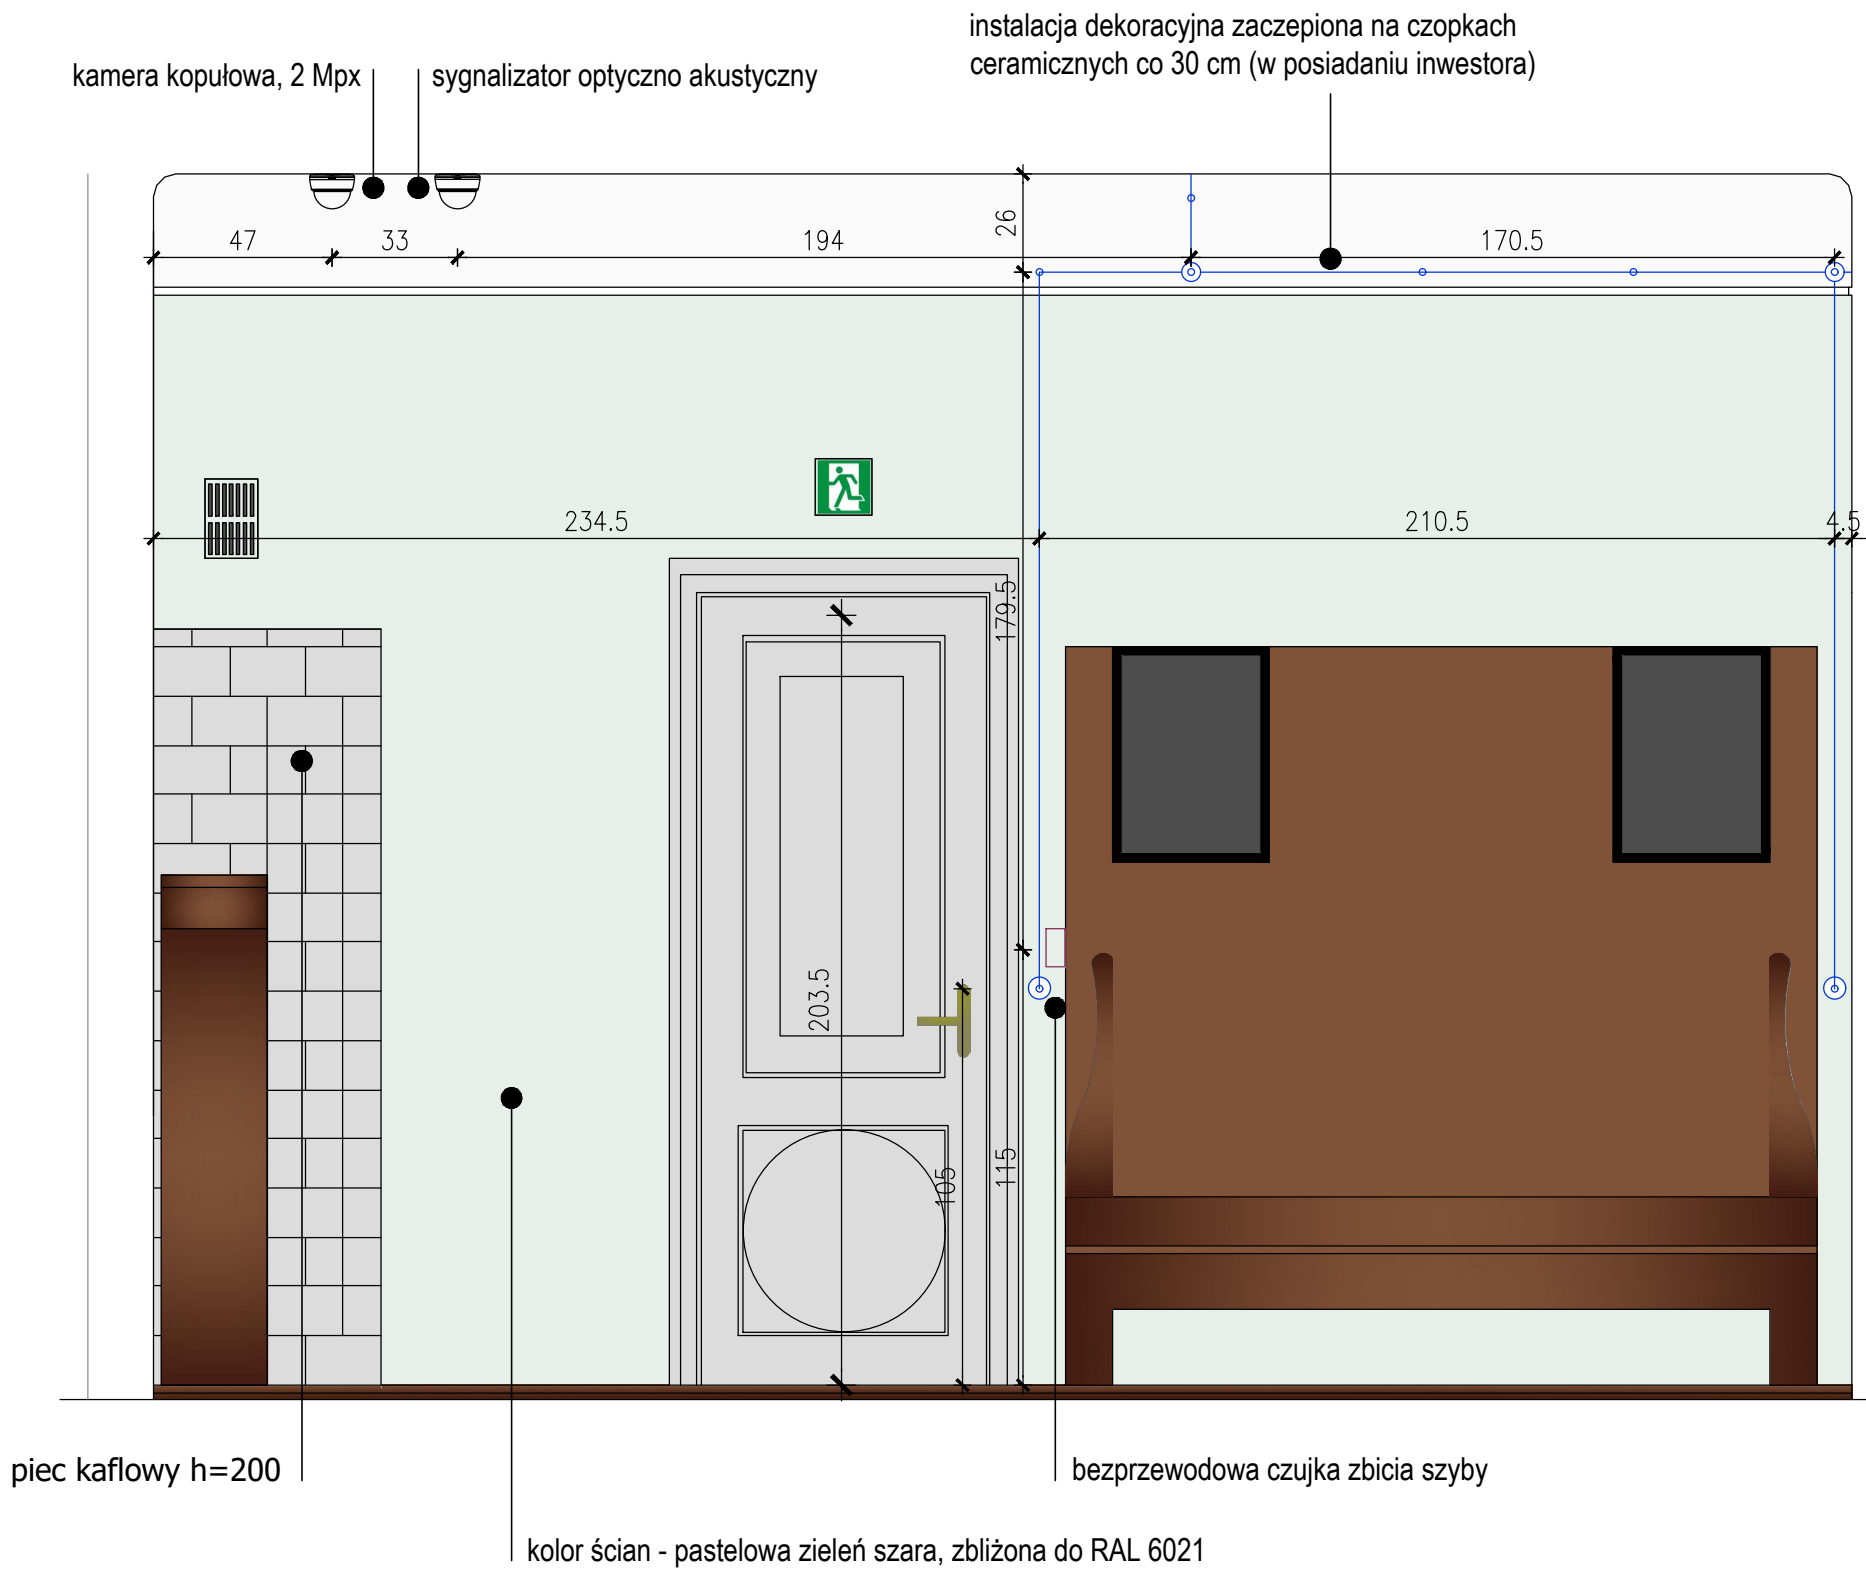 instalacja dekoracyjna zaczepiona na czopkach
ceramicznych co 30 cm (w posiadaniu inwestora)
kamera kopułowa, 2 Mpx
sygnalizator optyczno akustyczny
26
47
33
194
170.5
234.5
210.5
4.5
179.5
203.5
105
115
piec kaflowy h=200
bezprzewodowa czujka zbicia szyby
kolor ścian - pastelowa zieleń szara, zbliżona do RAL 6021